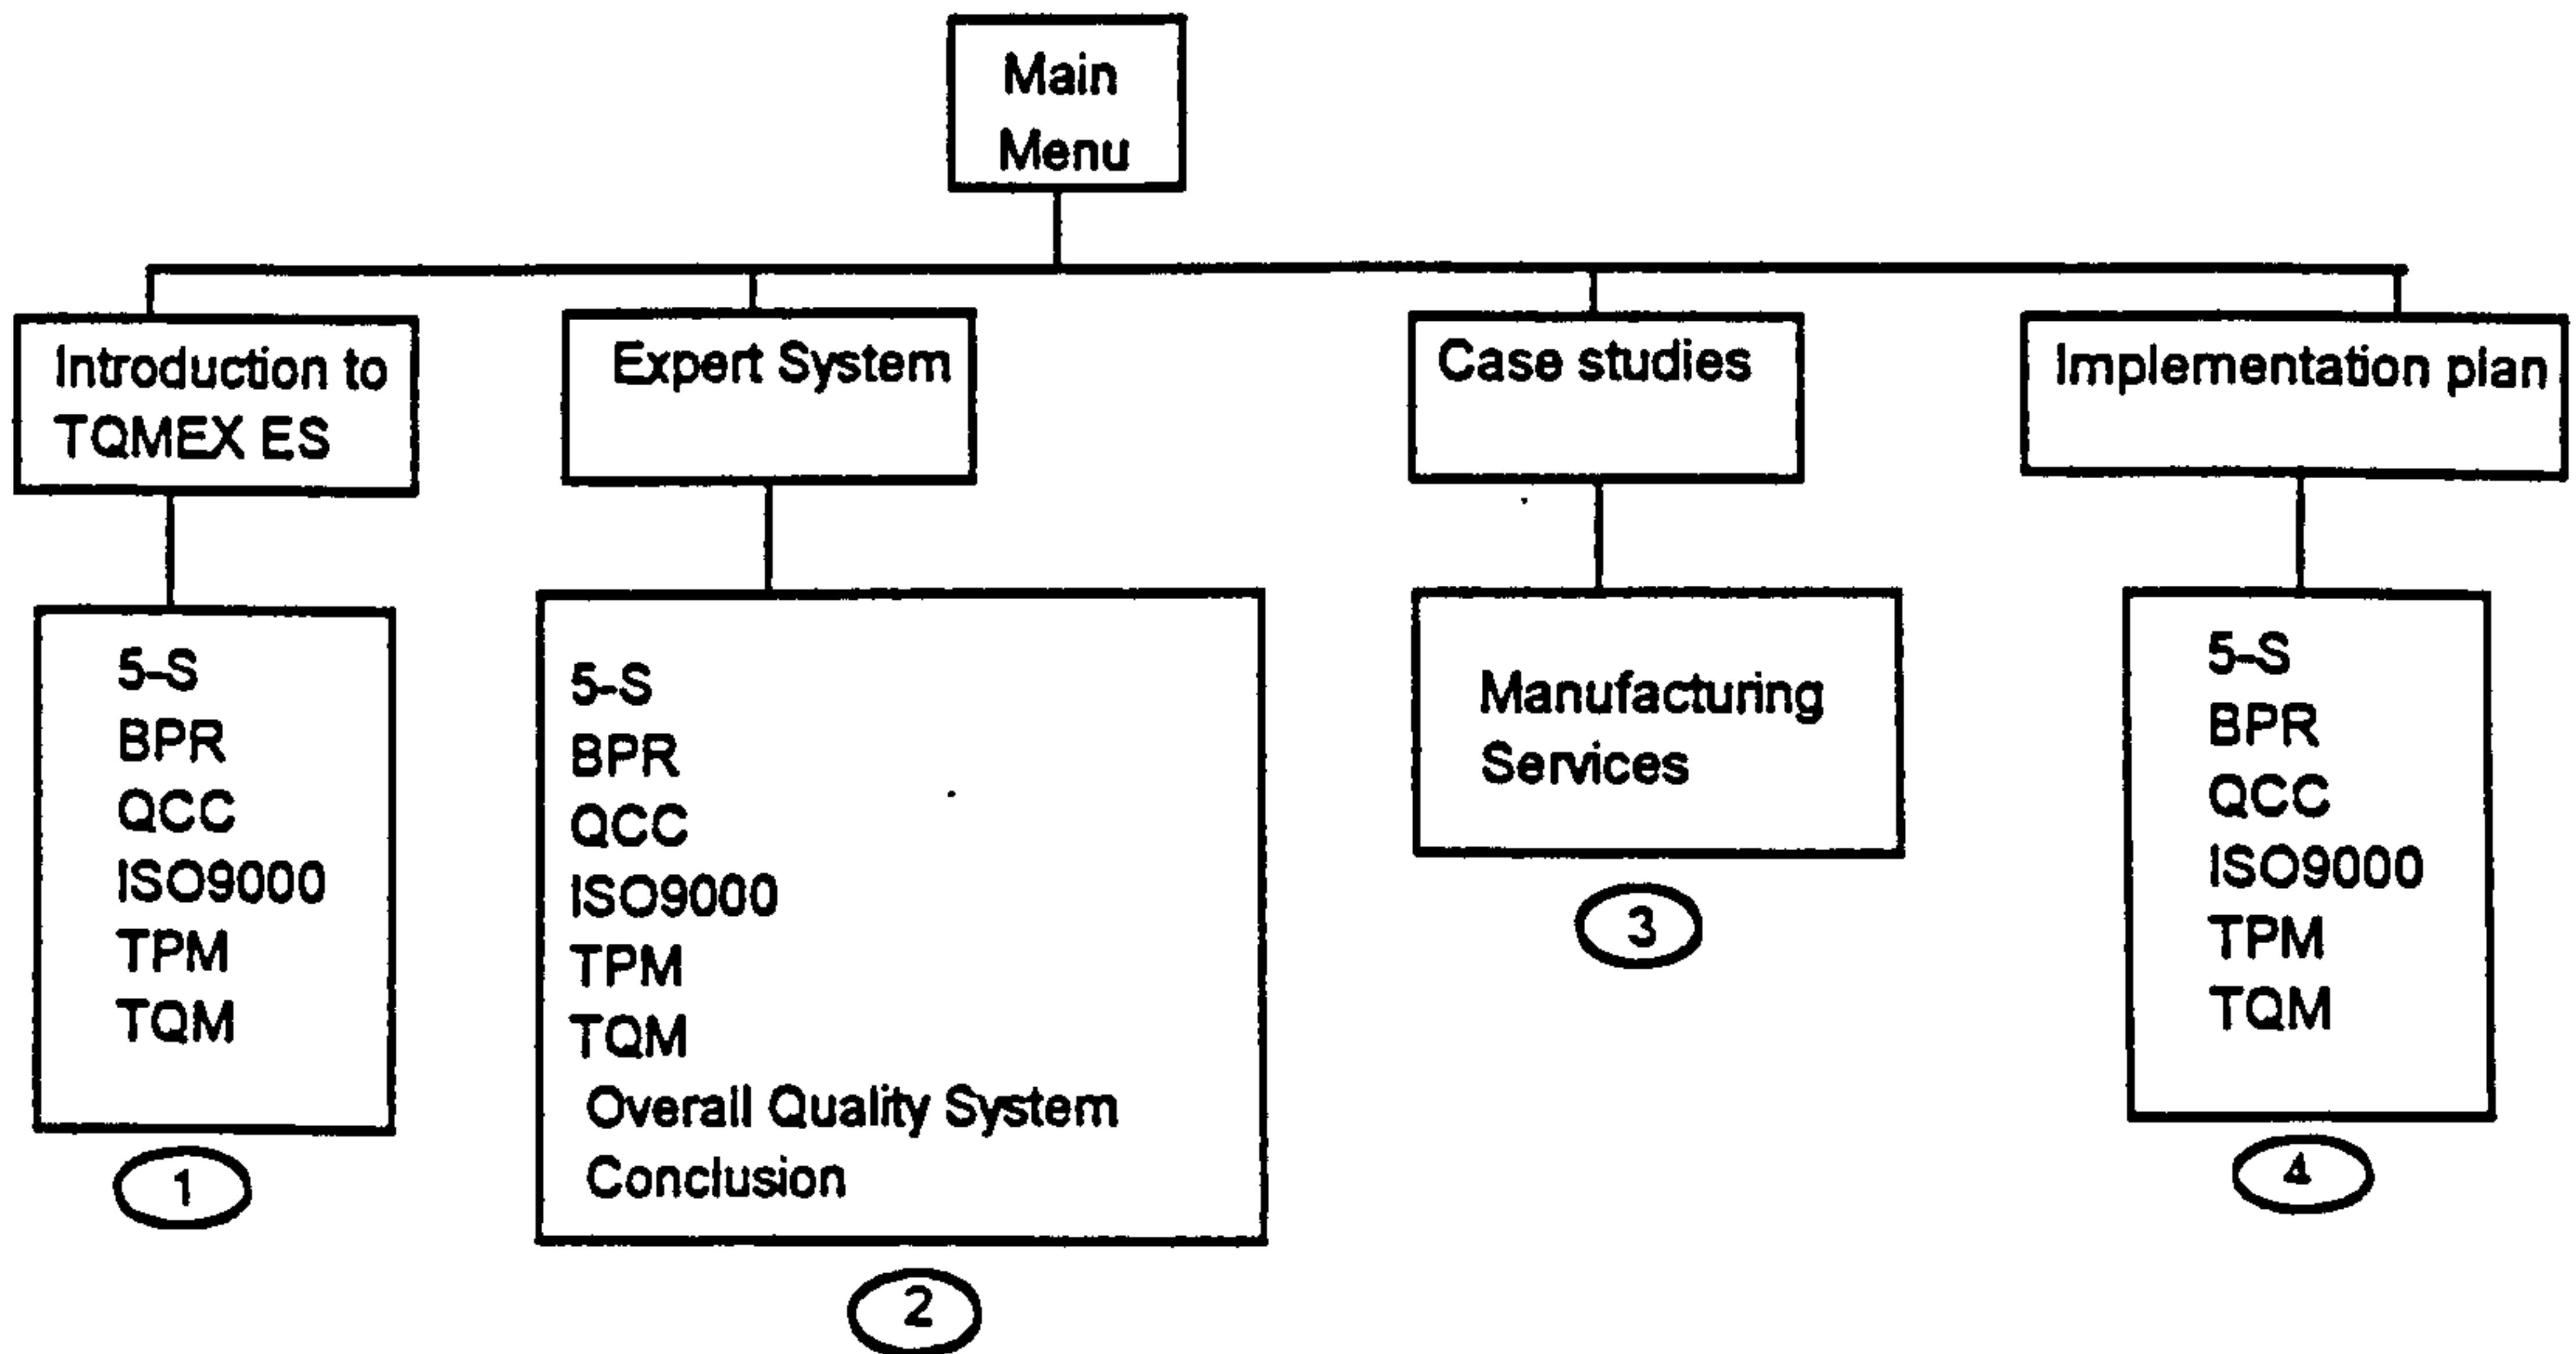 Main
Menu
Introduction to
TQMEX ES
Expert System
Case studies
Implementation plan
5-S
BPR
QCC
ISO9000
TPM
TQM
1
5-S
BPR
QCC
ISO9000
TPM
TQM
Overall Quality System
Conclusion
2
Manufacturing
Services
3
5-S
BPR
QCC
ISO9000
TPM
TQM
4